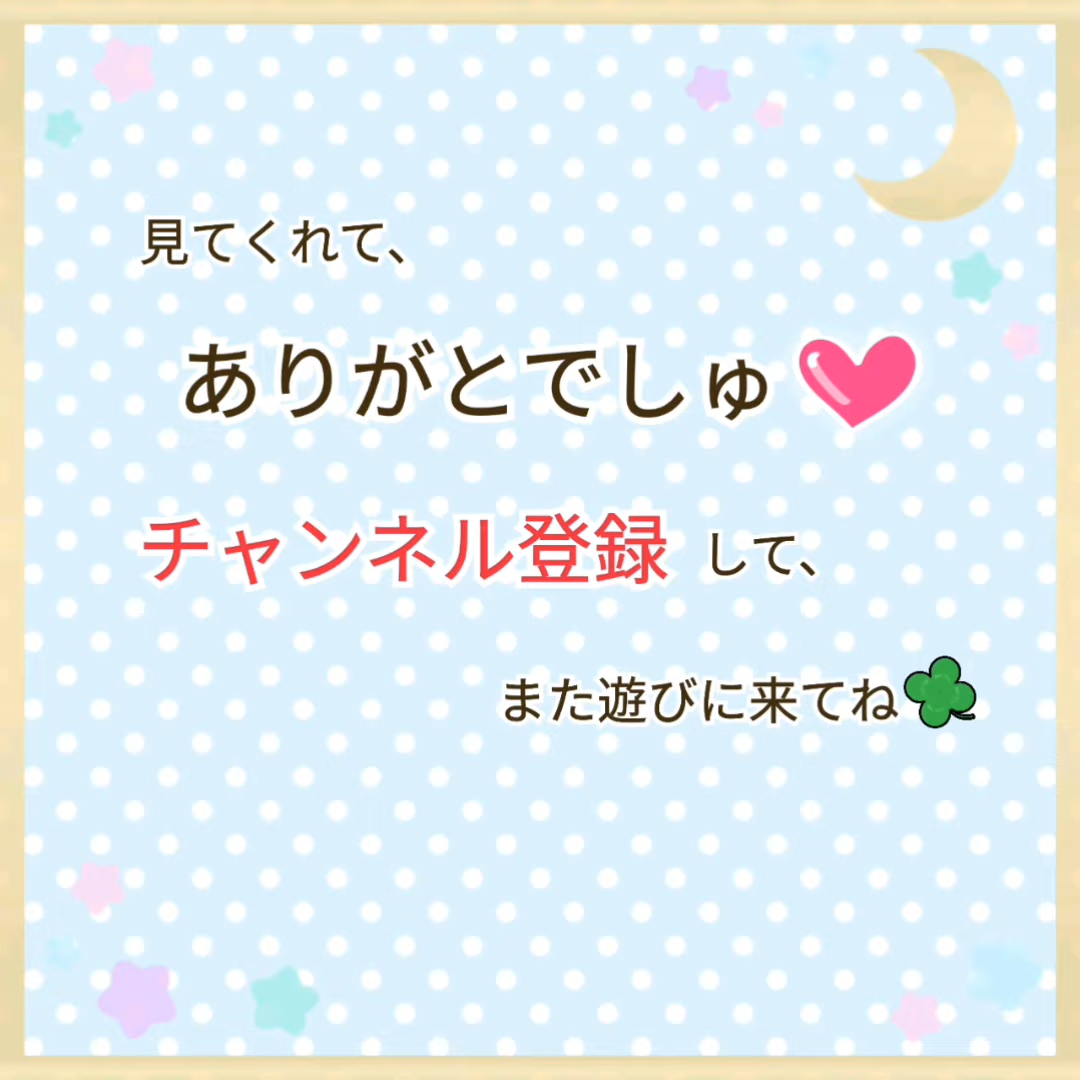 見てくれて、
ありがとでしゅ
チャンネル登録 して、
また遊びに来てね